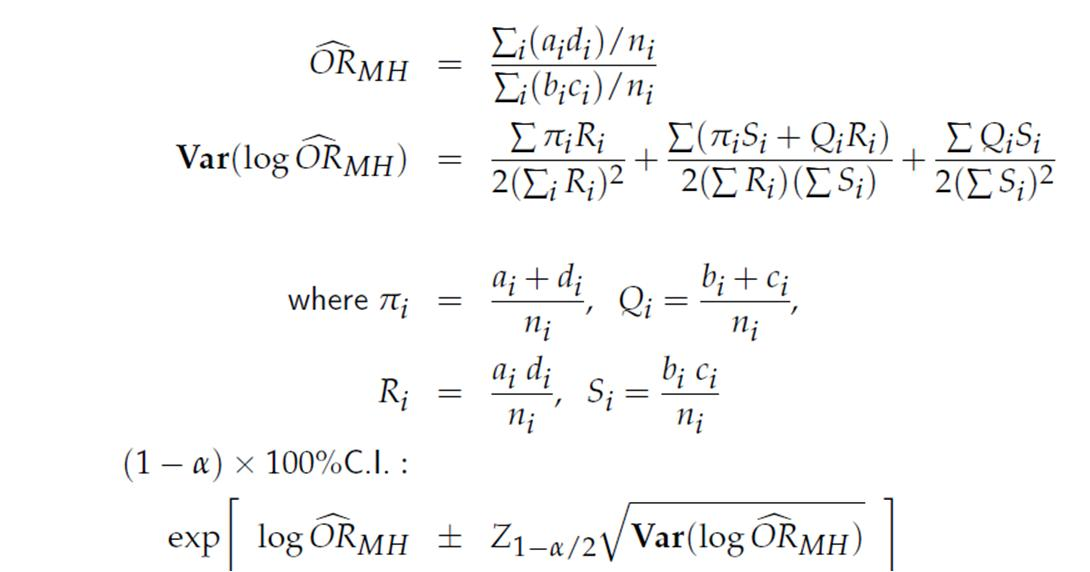 \widehat{OR}_{MH} = \frac{\sum_i (a_i d_i)/n_i}{\sum_i (b_i c_i)/n_i}
\mathbf{Var}(\log \widehat{OR}_{MH}) = \frac{\sum \pi_i R_i}{2(\sum_i R_i)^2} + \frac{\sum (\pi_i S_i + Q_i R_i)}{2(\sum R_i)(\sum S_i)} + \frac{\sum Q_i S_i}{2(\sum S_i)^2}
where \pi_i = \frac{a_i + d_i}{n_i}, Q_i = \frac{b_i + c_i}{n_i},
R_i = \frac{a_i d_i}{n_i}, S_i = \frac{b_i c_i}{n_i}
(1 − α) × 100%C.I. :
\exp\left[ \log \widehat{OR}_{MH} ± Z_{1−α/2} \sqrt{\mathbf{Var}(\log \widehat{OR}_{MH})} \right]